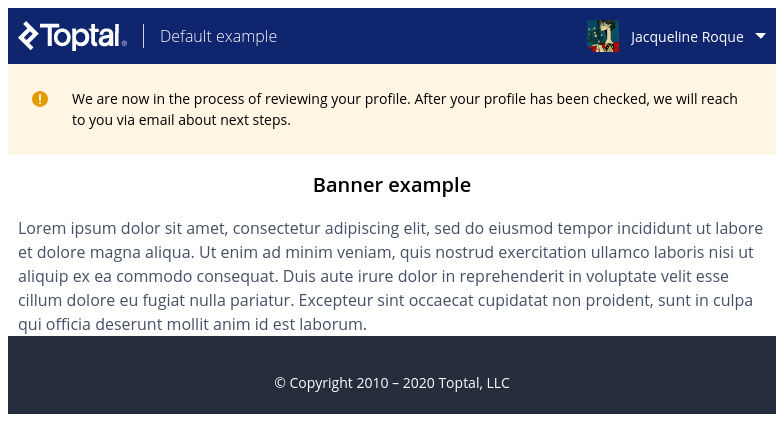 Toptal®
Default example
Jacqueline Roque
We are now in the process of reviewing your profile. After your profile has been checked, we will reach
to you via email about next steps.
Banner example
Lorem ipsum dolor sit amet, consectetur adipiscing elit, sed do eiusmod tempor incididunt ut labore
et dolore magna aliqua. Ut enim ad minim veniam, quis nostrud exercitation ullamco laboris nisi ut
aliquip ex ea commodo consequat. Duis aute irure dolor in reprehenderit in voluptate velit esse
cillum dolore eu fugiat nulla pariatur. Excepteur sint occaecat cupidatat non proident, sunt in culpa
qui officia deserunt mollit anim id est laborum.
© Copyright 2010 – 2020 Toptal, LLC